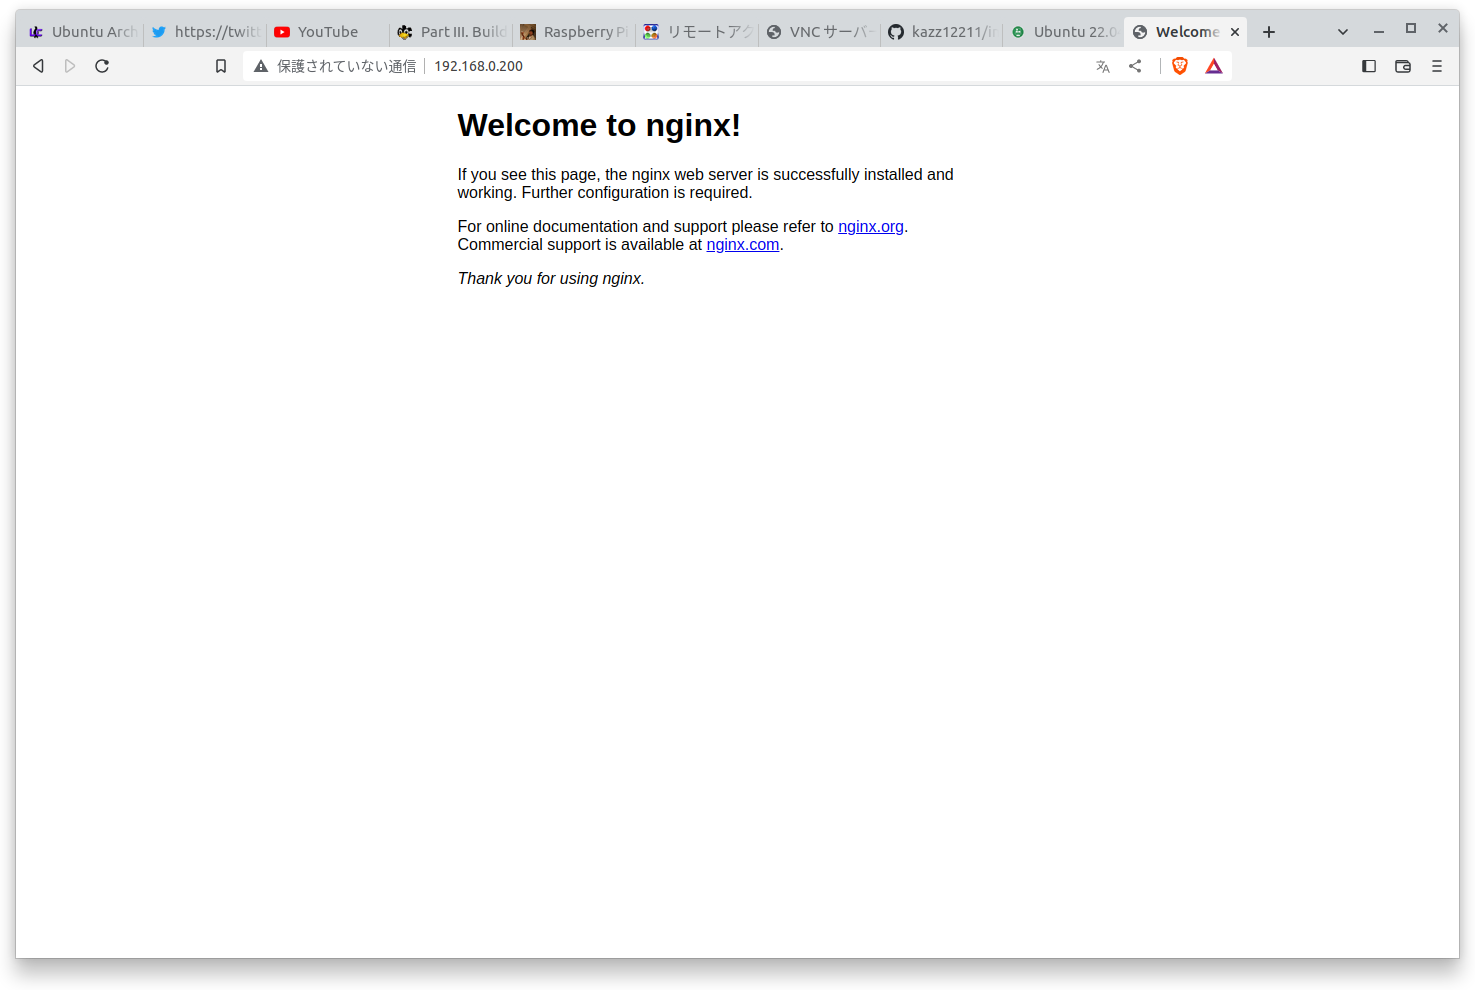 Ubuntu Arch
https://twitt
YouTube
Part III. Build
Raspberry Pi
リモートアク
VNC サーバー
kazz12211/
Ubuntu 22.0
Welcome
保護されていない通信
192.168.0.200
Welcome to nginx!
If you see this page, the nginx web server is successfully installed and
working. Further configuration is required.
For online documentation and support please refer to nginx.org.
Commercial support is available at nginx.com.
Thank you for using nginx.